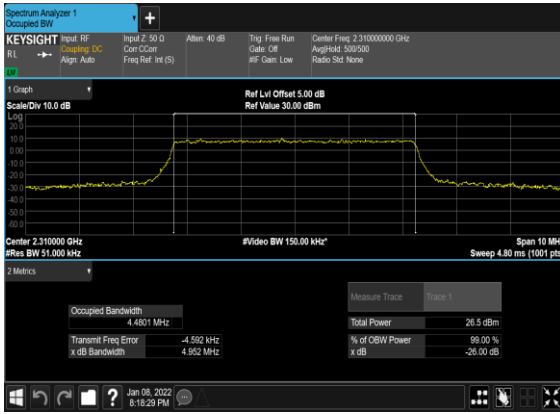 Spectrum Analyzer 1
Occupied BW
KEYSIGHT
RL
LW
Input: RF
Coupling: DC
Align: Auto
Input Z: 50 Ω
Corr CCorr
Freq Ref: Int (S)
Atten: 40 dB
Trig: Free Run
Gate: Off
#IF Gain: Low
Center Freq: 2.310000000 GHz
Avg|Hold: 500/500
Radio Std: None
1 Graph
Scale/Div 10.0 dB
Ref Lvl Offset 5.00 dB
Ref Value 30.00 dBm
Log
20.0
10.0
0.00
-10.0
-20.0
-30.0
-40.0
-50.0
-60.0
Center 2.310000 GHz
#Res BW 51.000 kHz
#Video BW 150.00 kHz*
Span 10 MH
Sweep 4.80 ms (1001 pts
2 Metrics
Measure Trace
Trace 1
Occupied Bandwidth
4.4801 MHz
Total Power
26.5 dBm
Transmit Freq Error
-4.592 kHz
% of OBW Power
99.00 %
x dB Bandwidth
4.952 MHz
x dB
-26.00 dB
?
Jan 08, 2022
8:18:29 PM